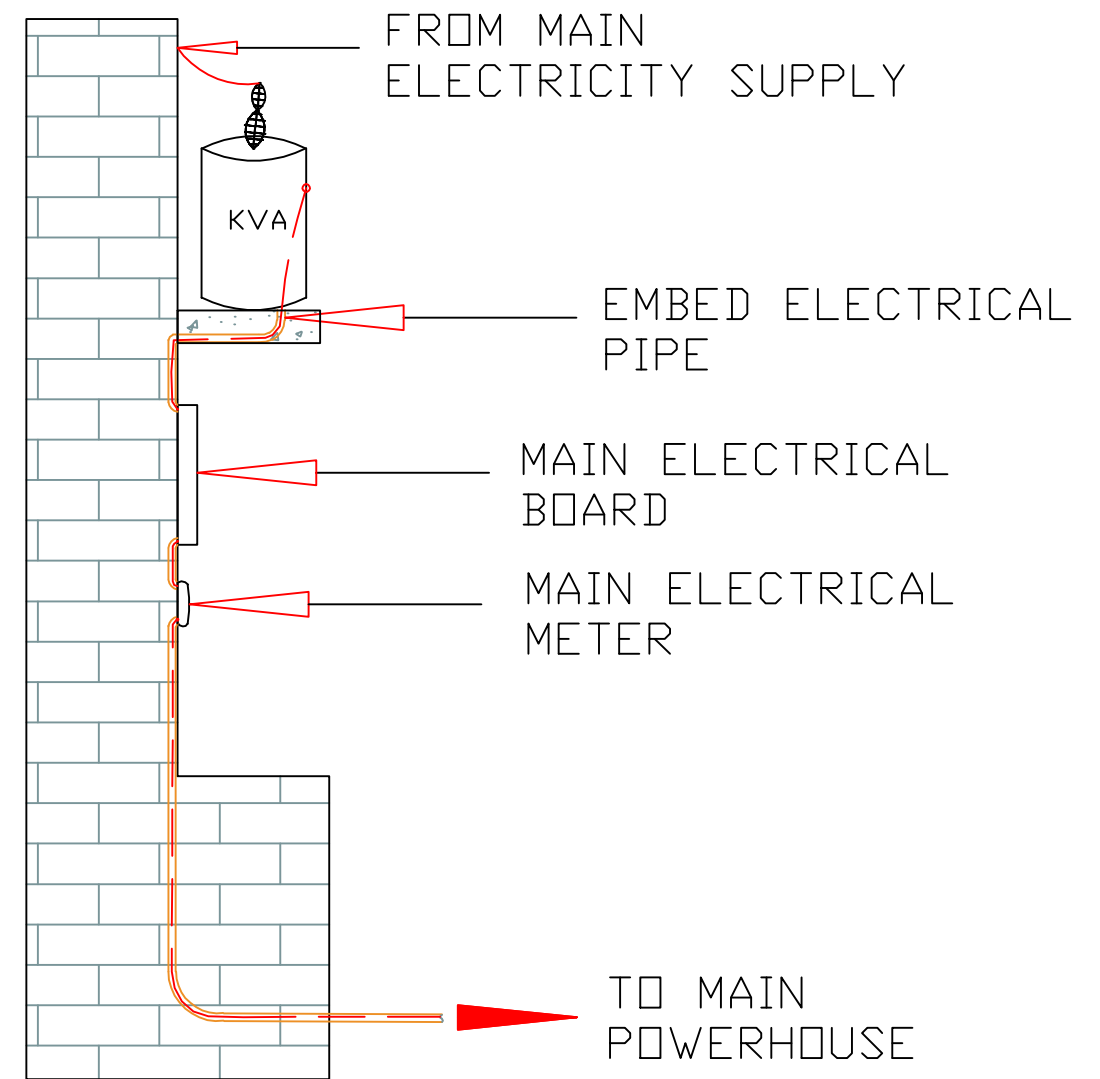 FROM MAIN
ELECTRICITY SUPPLY
KVA
EMBED ELECTRICAL
PIPE
MAIN ELECTRICAL
BOARD
MAIN ELECTRICAL
METER
TO MAIN
POWERHOUSE